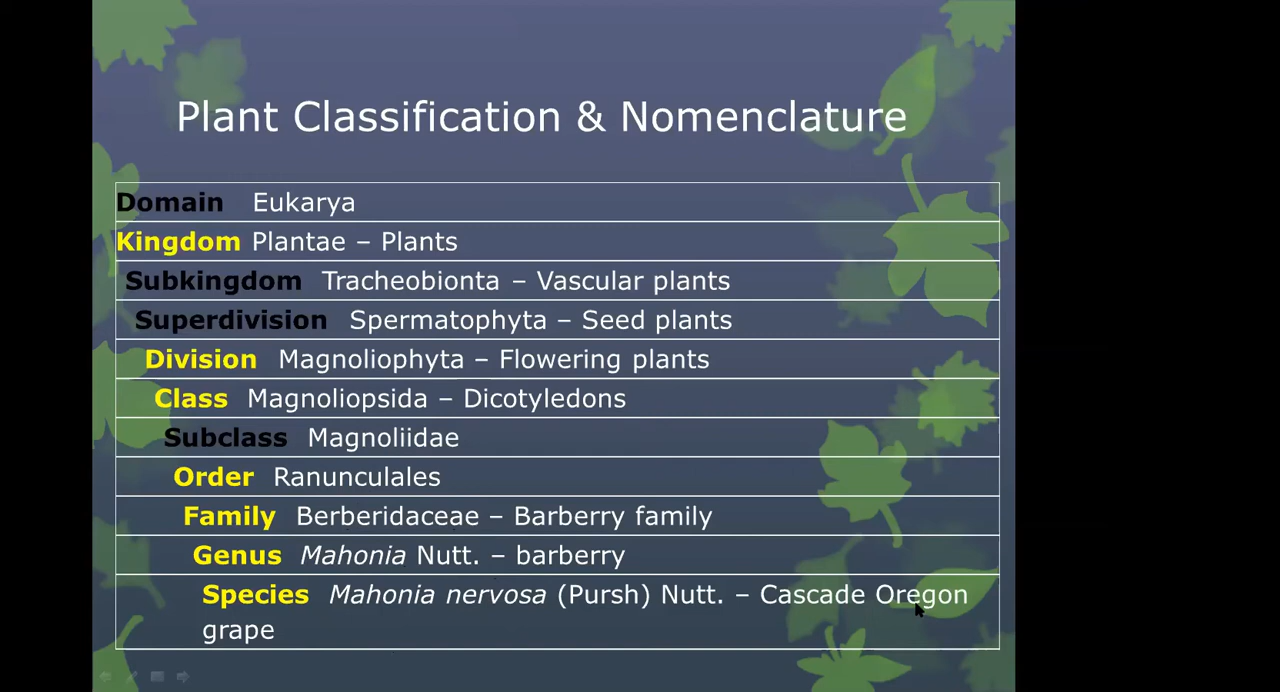 Plant Classification & Nomenclature
Domain Eukarya
Kingdom Plantae – Plants
Subkingdom Tracheobionta – Vascular plants
Superdivision Spermatophyta – Seed plants
Division Magnoliophyta – Flowering plants
Class Magnoliopsida – Dicotyledons
Subclass Magnoliidae
Order Ranunculales
Family Berberidaceae – Barberry family
Genus Mahonia Nutt. – barberry
Species Mahonia nervosa (Pursh) Nutt. – Cascade Oregon
grape